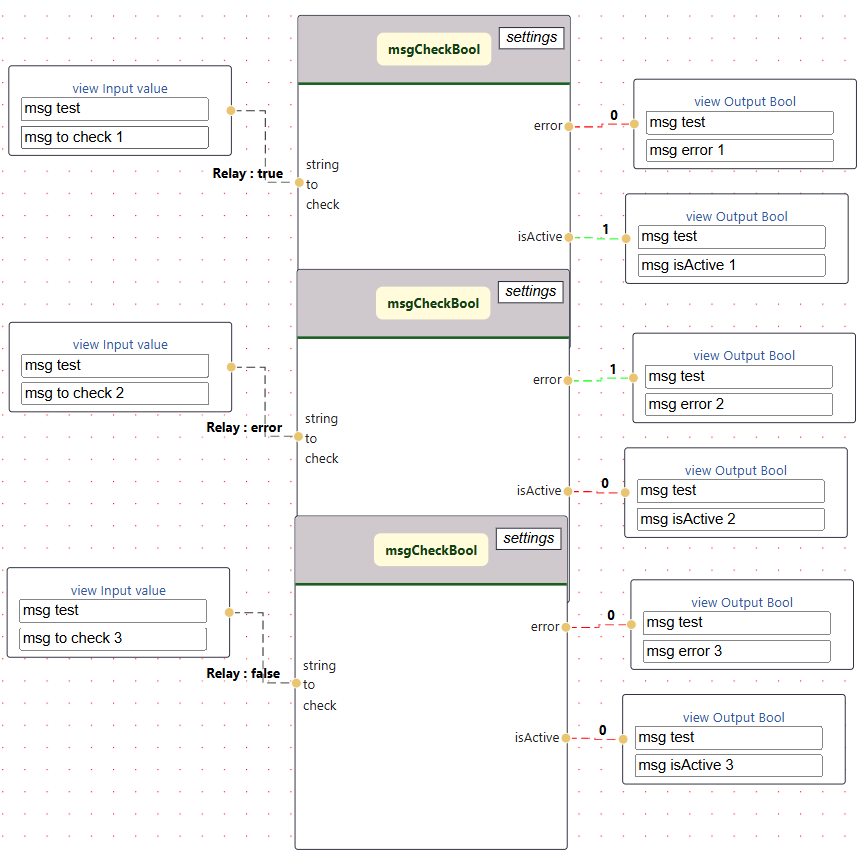 msgCheckBool
settings
view Input value
msg test
msg to check 1
Relay : true
string
to
check
error
0
view Output Bool
msg test
msg error 1
isActive
1
view Output Bool
msg test
msg isActive 1
msgCheckBool
settings
view Input value
msg test
msg to check 2
Relay : error
string
to
check
error
1
view Output Bool
msg test
msg error 2
isActive
0
view Output Bool
msg test
msg isActive 2
msgCheckBool
settings
view Input value
msg test
msg to check 3
Relay : false
string
to
check
error
0
view Output Bool
msg test
msg error 3
isActive
0
view Output Bool
msg test
msg isActive 3